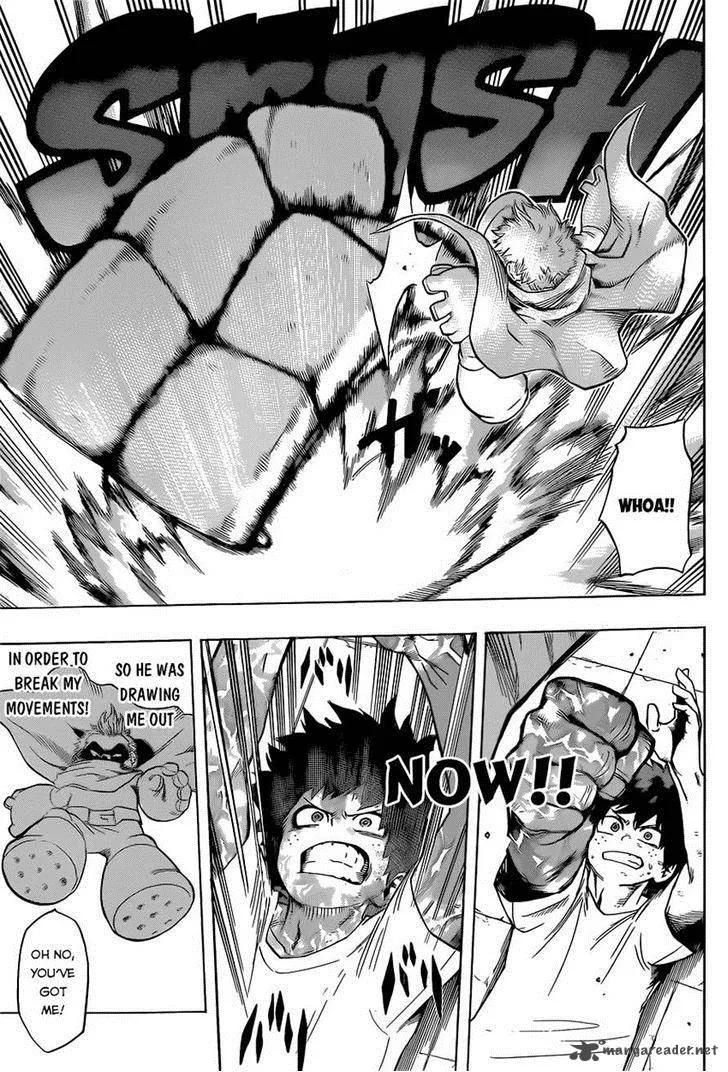 SmaSH
WHOA!!
NOW!!
SO HE WAS
DRAWING
ME OUT
IN ORDER TO
BREAK MY
MOVEMENTS!
OH NO,
YOU'VE
GOT
ME!
mangareader.net